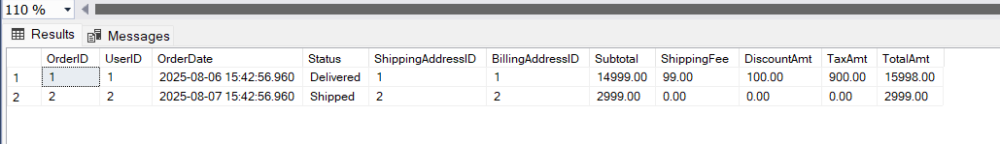 110 %
Results Messages
OrderID UserID OrderDate Status ShippingAddressID BillingAddressID Subtotal ShippingFee DiscountAmt TaxAmt TotalAmt
1 1 1 2025-08-06 15:42:56.960 Delivered 1 1 14999.00 99.00 100.00 900.00 15998.00
2 2 2 2025-08-07 15:42:56.960 Shipped 2 2 2999.00 0.00 0.00 0.00 2999.00